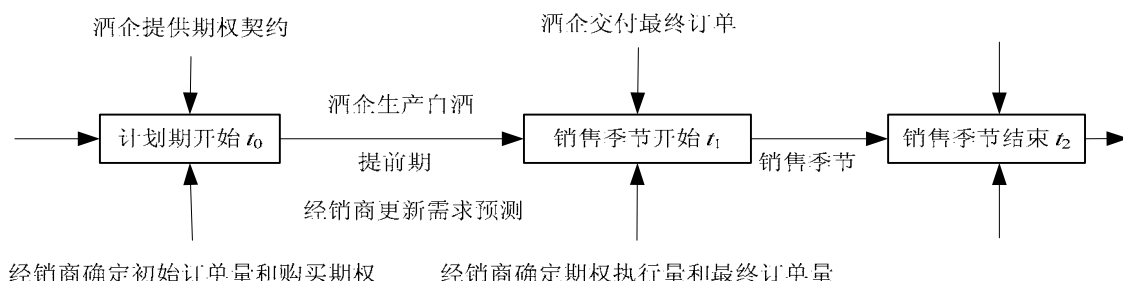 酒企提供期权契约
酒企交付最终订单
酒企生产白酒
计划期开始 t0
销售季节开始 t1
销售季节结束 t2
提前期
销售季节
经销商更新需求预测
经销商确定初始订单量和购买期权
经销商确定期权执行量和最终订单量